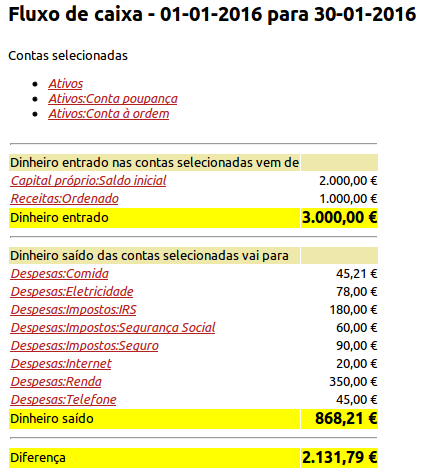 Fluxo de caixa - 01-01-2016 para 30-01-2016
Contas selecionadas
Ativos
Ativos:Conta poupança
Ativos:Conta à ordem
Dinheiro entrado nas contas selecionadas vem de
Capital próprio:Saldo inicial 2.000,00 €
Receitas:Ordenado 1.000,00 €
Dinheiro entrado 3.000,00 €
Dinheiro saído das contas selecionadas vai para
Despesas:Comida 45,21 €
Despesas:Eletricidade 78,00 €
Despesas:Impostos:IRS 180,00 €
Despesas:Impostos:Segurança Social 60,00 €
Despesas:Impostos:Seguro 90,00 €
Despesas:Internet 20,00 €
Despesas:Renda 350,00 €
Despesas:Telefone 45,00 €
Dinheiro saído 868,21 €
Diferença 2.131,79 €